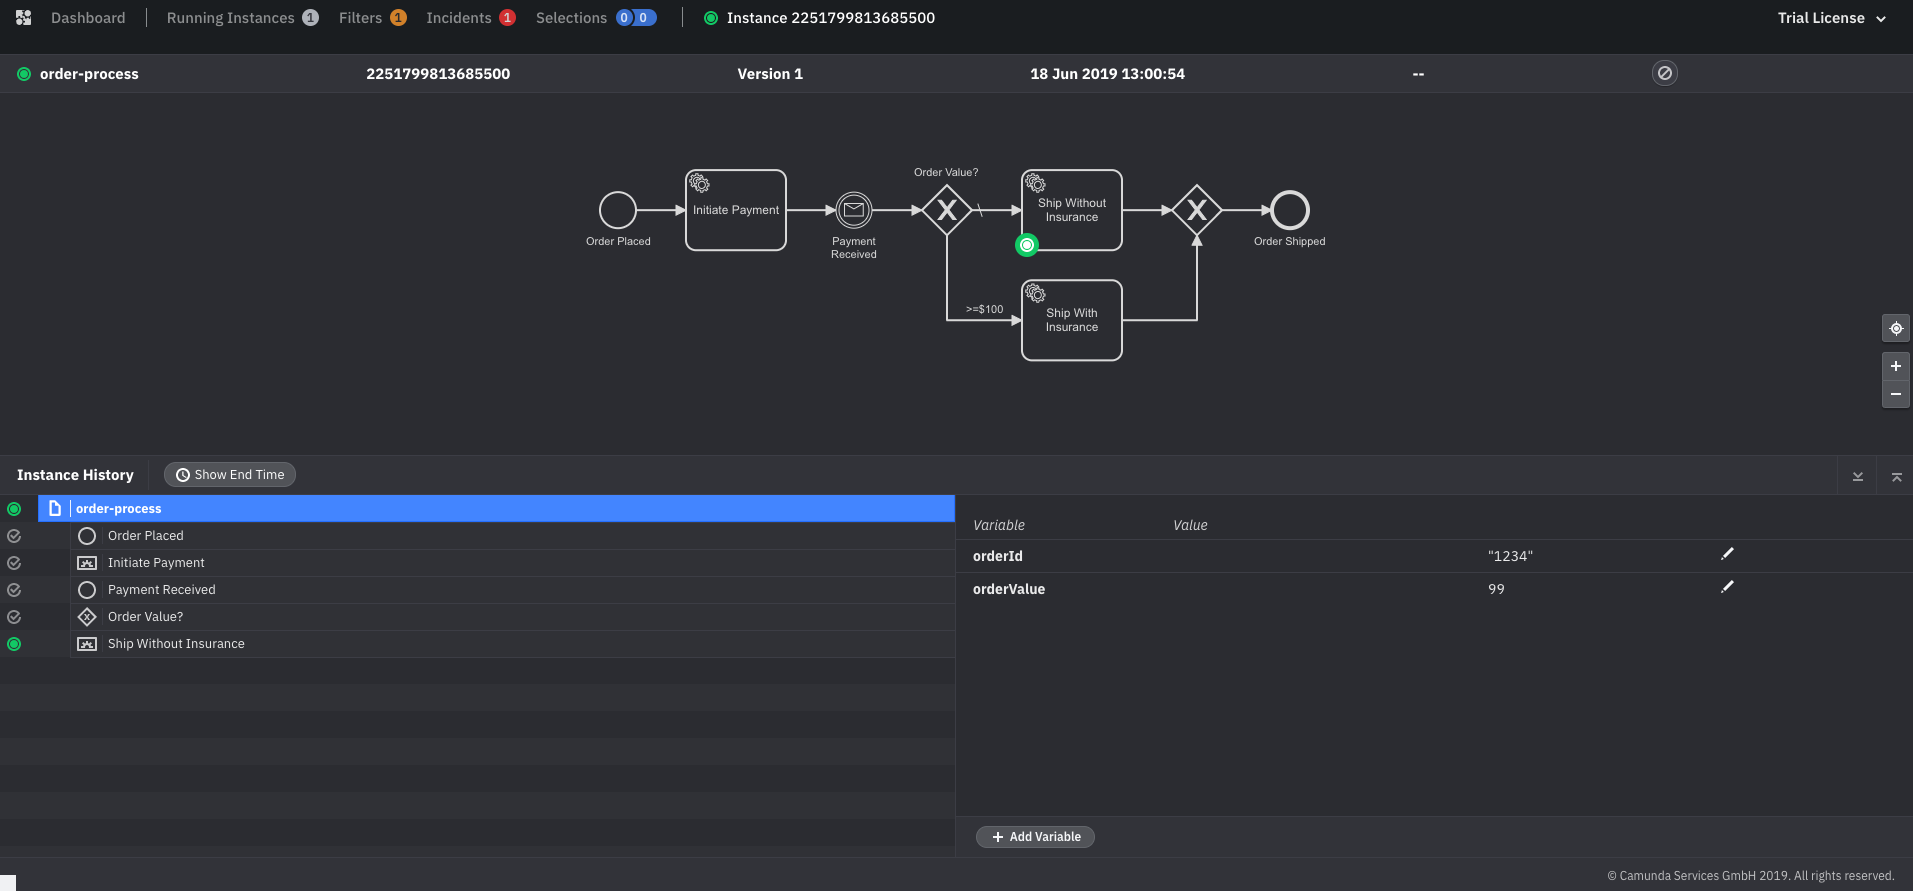 Dashboard Running Instances 1 Filters 1 Incidents 1 Selections 0 0 Instance 2251799813685500 Trial License
order-process 2251799813685500 Version 1 18 Jun 2019 13:00:54 --
Order Placed
Initiate Payment
Payment
Received
Order Value?
X
Ship Without
Insurance
>=$100
Ship With
Insurance
X
Order Shipped
+
−
Instance History Show End Time
order-process
Order Placed
Initiate Payment
Payment Received
X Order Value?
Ship Without Insurance
Variable Value
orderId "1234"
orderValue 99
+ Add Variable
© Camunda Services GmbH 2019. All rights reserved.